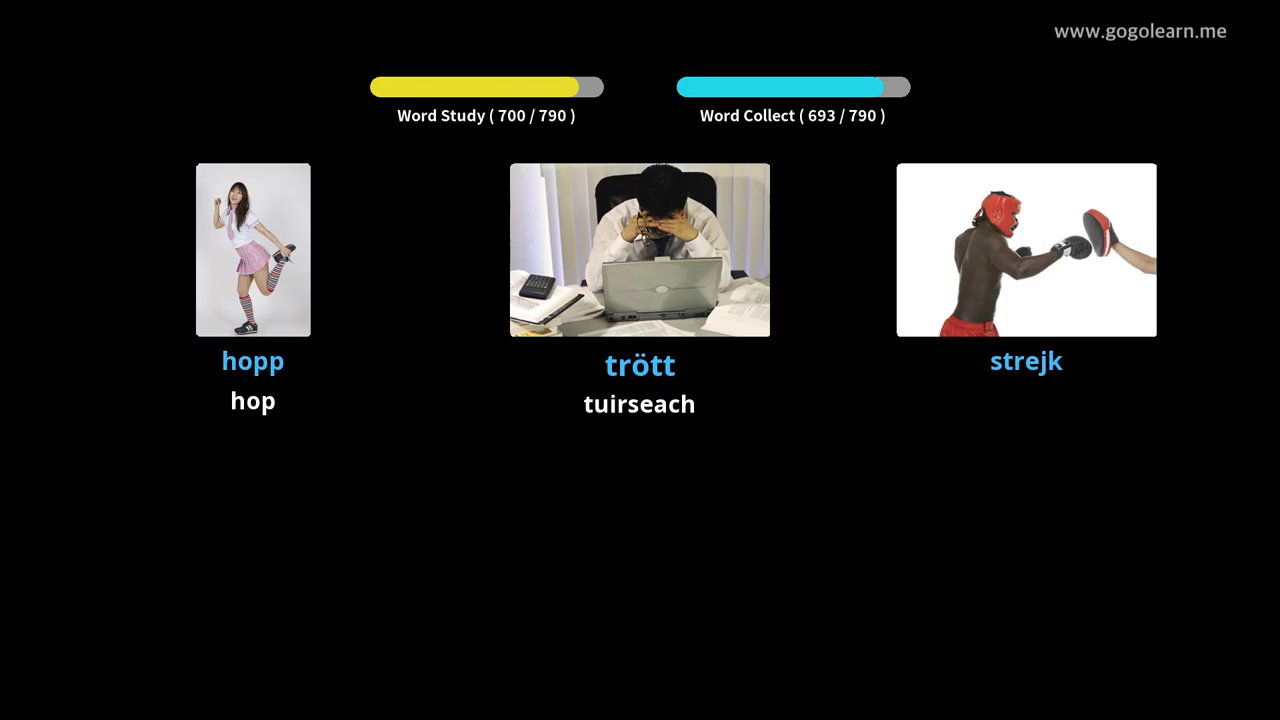 www.gogolearn.me
Word Study ( 700 / 790 )
Word Collect ( 693 / 790 )
hopp
hop
trött
tuirseach
strejk